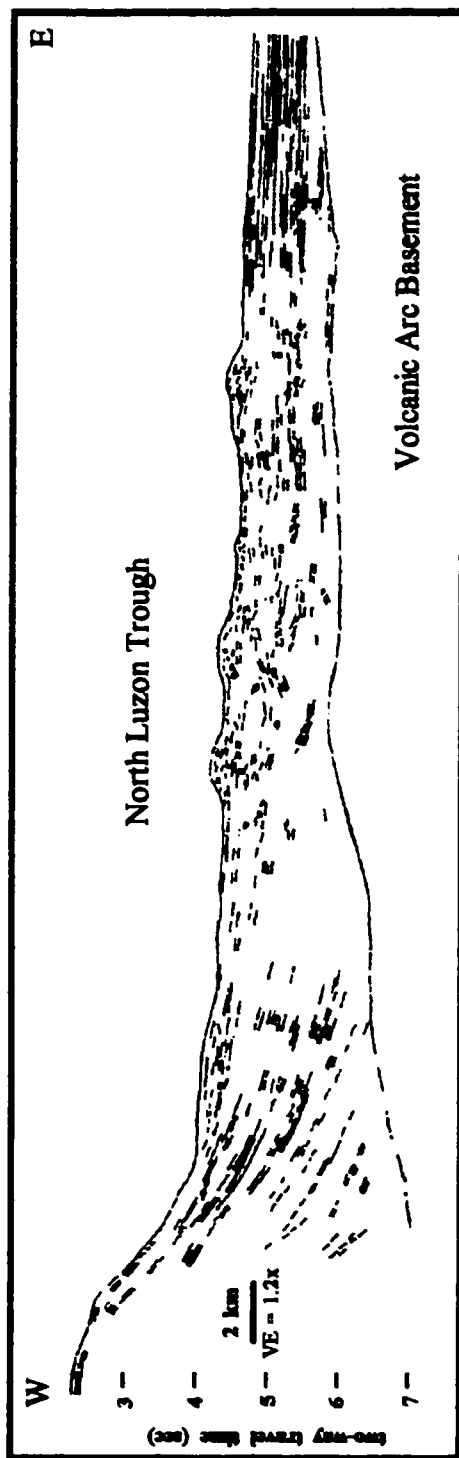 W
E
North Luzon Trough
Volcanic Arc Basement
2 km
VE = 1.2x
3
4
5
6
7
two-way travel time (sec)